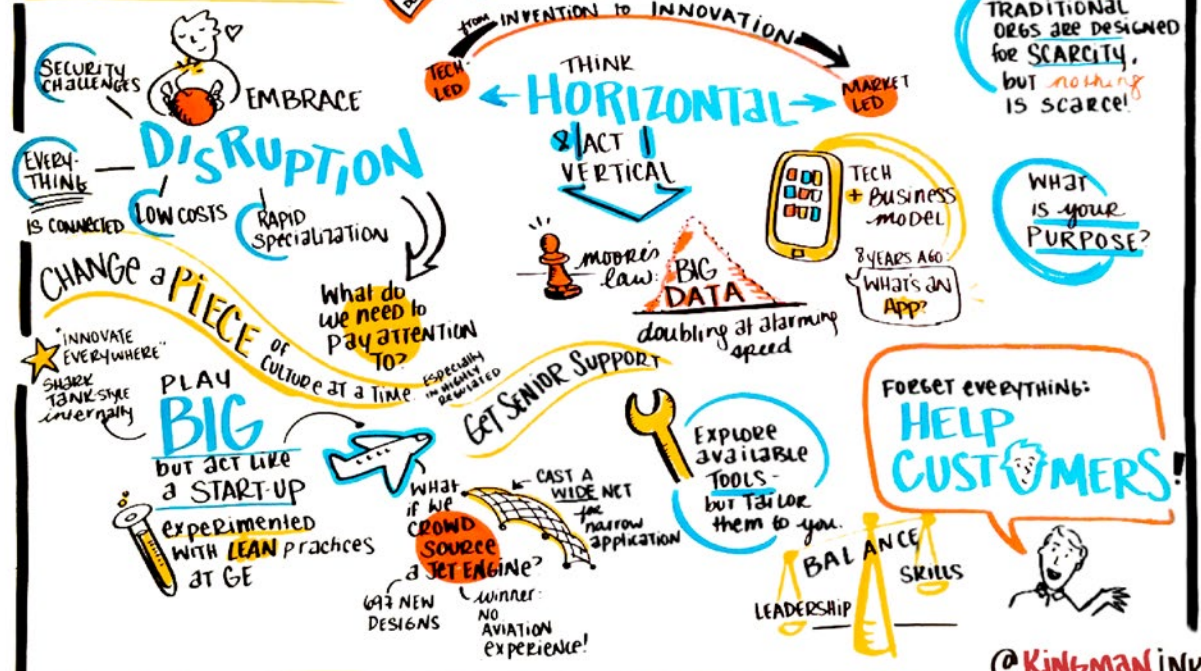 from INVENTION to INNOVATION
TECH
LED
MARKET
LED
THINK
HORIZONTAL
& ACT
VERTICAL
TRADITIONAL
ORGS are DESIGNED
for SCARCITY,
but nothing
IS SCARCE!
SECURITY
CHALLENGES
EMBRACE
DISRUPTION
EVERY-
THING
IS CONNECTED
LOW COSTS
RAPID
SPECIALIZATION
What do
we need to
pay attention
to?
TECH
+ Business
model
8 YEARS AGO:
WHAT'S AN
APP?
WHAT
is your
PURPOSE?
moore's
law:
BIG
DATA
doubling at alarming
speed
CHANGE a PIECE of CULTURE at a TIME.
ESPECIALLY
IN HIGHLY
REGULATED
GET SENIOR SUPPORT
"INNOVATE
EVERYWHERE"
SHARK
TANK STYLE
internally
PLAY
BIG
but act like
a START-UP
experimented
WITH LEAN practices
at GE
WHAT
if we
CROWD
SOURCE
a JET ENGINE?
697 NEW
DESIGNS
winner:
NO
AVIATION
experience!
CAST A
WIDE NET
for
narrow
application
EXPLORE
available
TOOLS -
but Tailor
them to you.
FORGET everything:
HELP
CUSTOMERS!
BALANCE
LEADERSHIP
SKILLS
@KINGMANINK